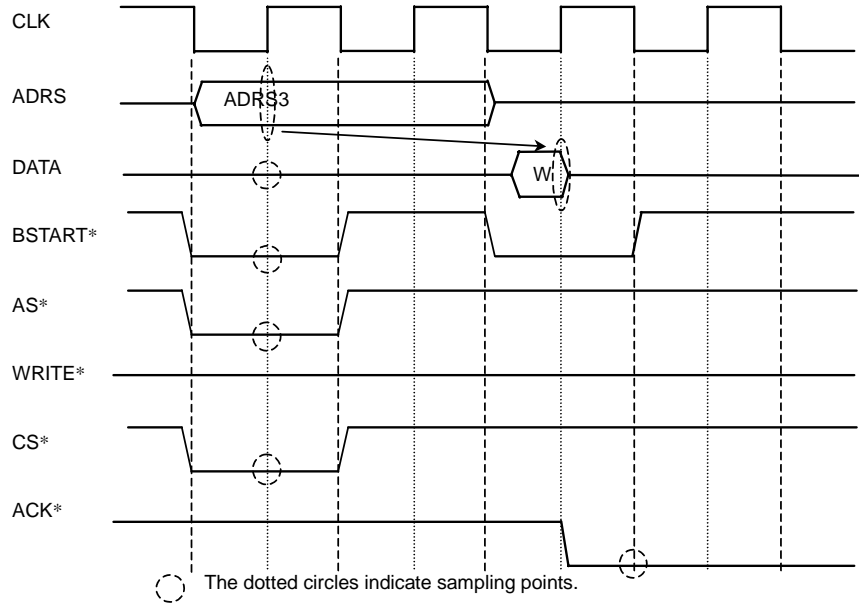 CLK
ADRS
ADRS3
DATA
W
BSTART*
AS*
WRITE*
CS*
ACK*
The dotted circles indicate sampling points.